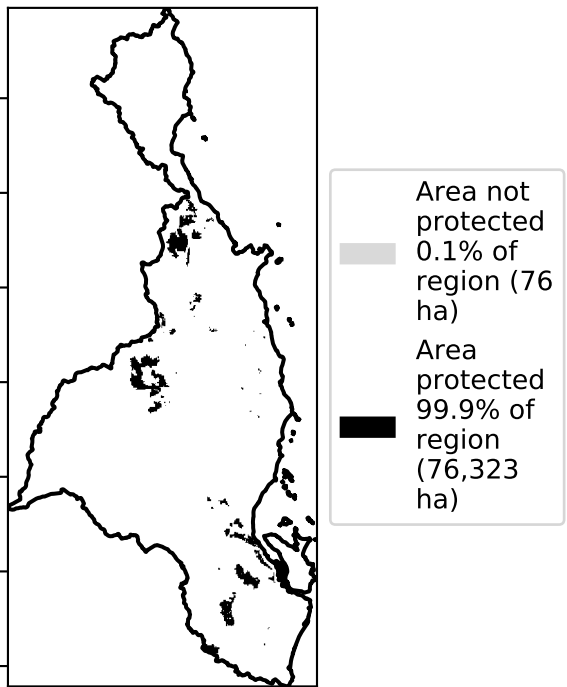 Area not
protected
0.1% of
region (76
ha)
Area
protected
99.9% of
region
(76,323
ha)